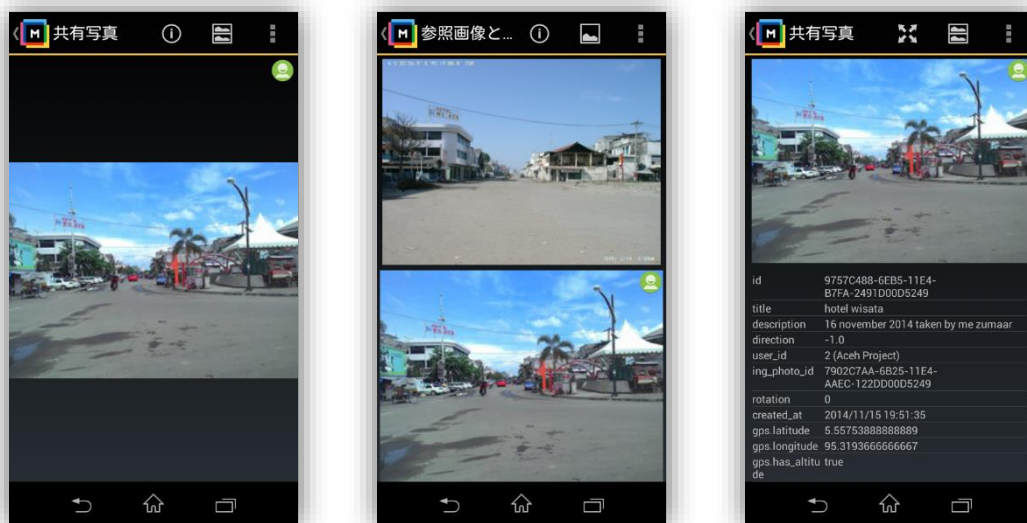 M 共有写真
M 参照画像と...
M 共有写真
id 9757C488-6EB5-11E4-
B7FA-2491D00D5249
title hotel wisata
description 16 november 2014 taken by me zumaar
direction -1.0
user_id 2 (Aceh Project)
ing_photo_id 7902C7AA-6B25-11E4-
AAEC-122DD00D5249
rotation 0
created_at 2014/11/15 19:51:35
gps.latitude 5.55753888888889
gps.longitude 95.3193666666667
gps.has_altitu true
de